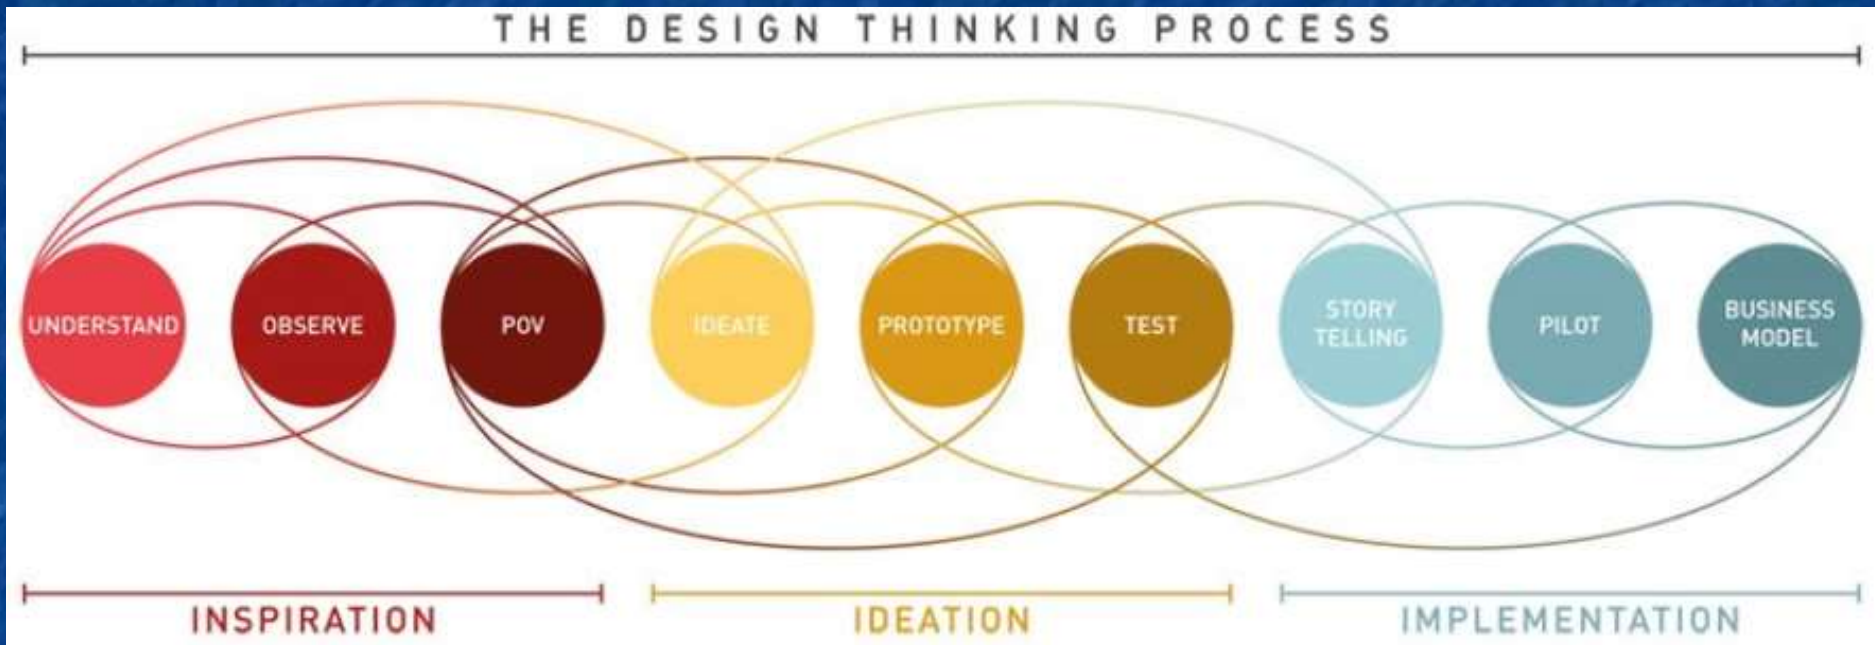 THE DESIGN THINKING PROCESS
UNDERSTAND
OBSERVE
POV
IDEATE
PROTOTYPE
TEST
STORY
TELLING
PILOT
BUSINESS
MODEL
INSPIRATION
IDEATION
IMPLEMENTATION